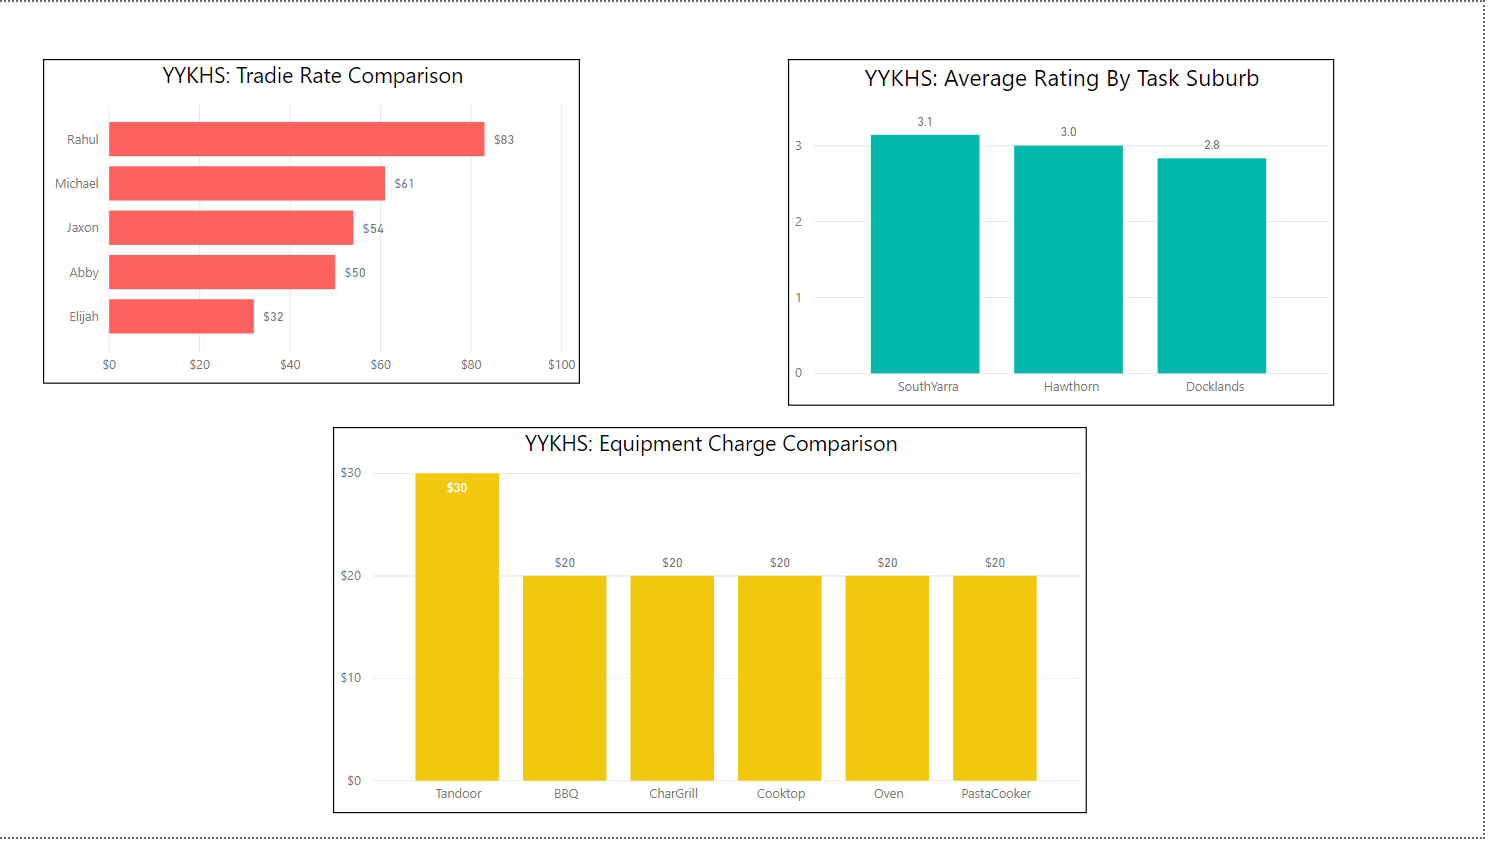 YYKHS: Tradie Rate Comparison
Rahul $83
Michael $61
Jaxon $54
Abby $50
Elijah $32
$0 $20 $40 $60 $80 $100
YYKHS: Average Rating By Task Suburb
3.1 3.0 2.8
3
2
1
0
SouthYarra Hawthorn Docklands
YYKHS: Equipment Charge Comparison
$30
$30
$20 $20 $20 $20 $20
$20
$10
$0
Tandoor BBQ CharGrill Cooktop Oven PastaCooker